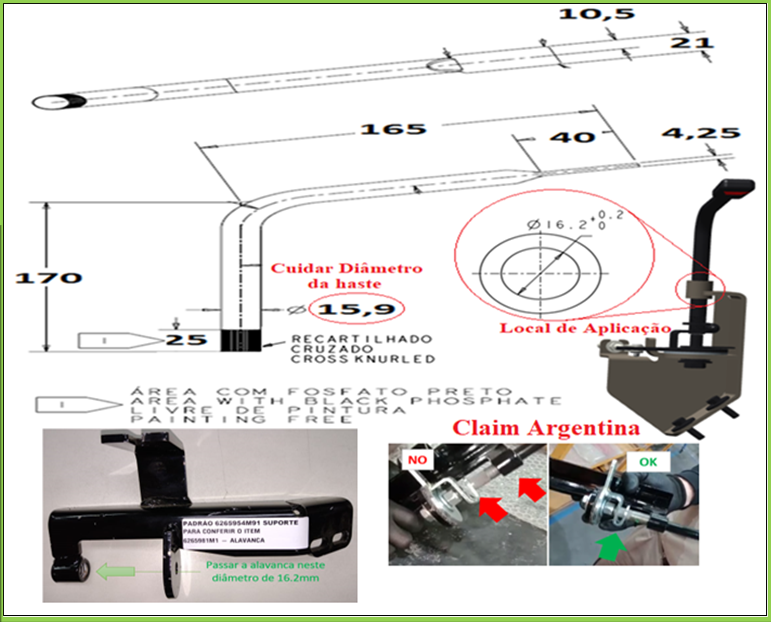 10,5
21
165
40
4,25
Ø16.2 +0.2 0
170
Cuidar Diâmetro
da haste
Ø 15,9
Local de Aplicação
25
RECARTILHADO
CRUZADO
CROSS KNURLED
ÁREA COM FOSFATO PRETO
AREA WITH BLACK PHOSPHATE
LIVRE DE PINTURA
PAINTING FREE
Claim Argentina
NO
OK
PADRÃO 6265954M91 SUPORTE
PARA CONFERIR O ITEM
6265981M1 -- ALAVANCA
Passar a alavanca neste
diâmetro de 16.2mm